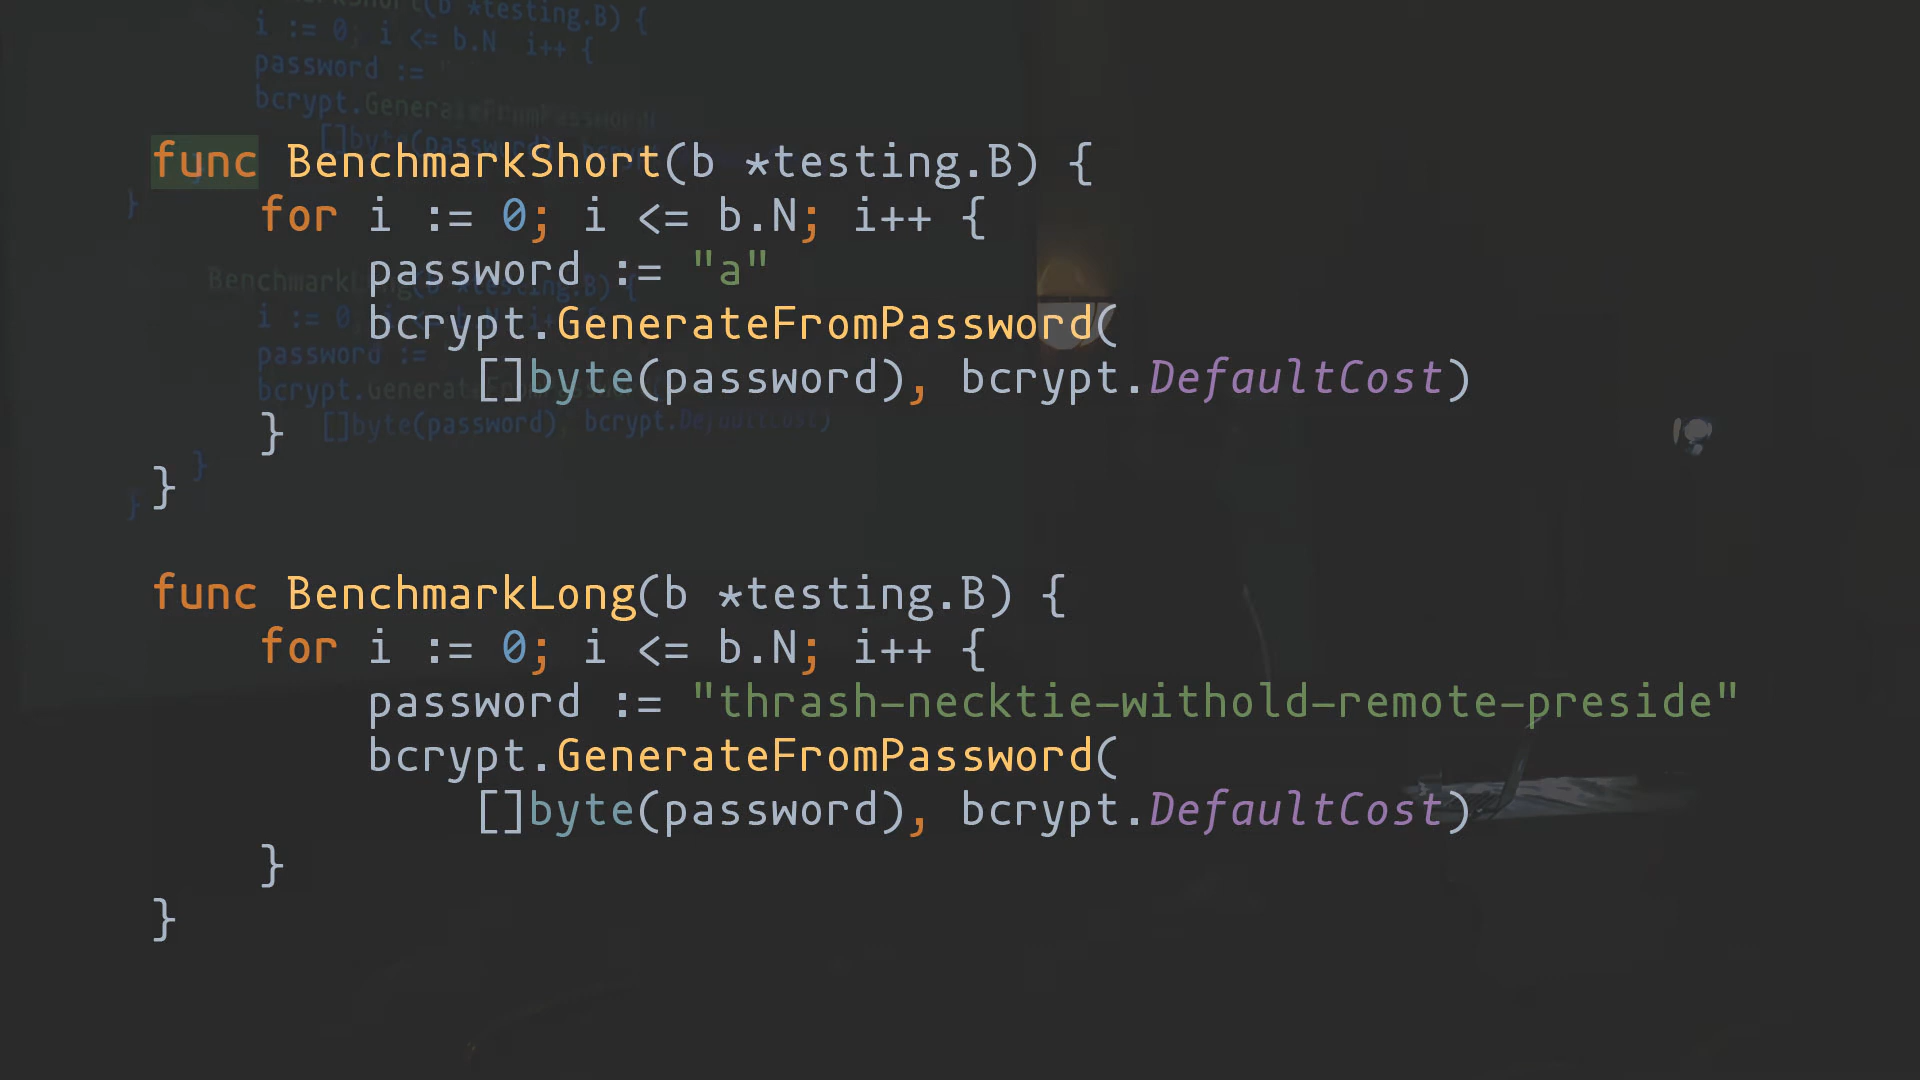 func BenchmarkShort(b *testing.B) {
for i := 0; i <= b.N; i++ {
password := "a"
bcrypt.GenerateFromPassword(
[]byte(password), bcrypt.DefaultCost)
}
}
func BenchmarkLong(b *testing.B) {
for i := 0; i <= b.N; i++ {
password := "thrash-necktie-withold-remote-preside"
bcrypt.GenerateFromPassword(
[]byte(password), bcrypt.DefaultCost)
}
}